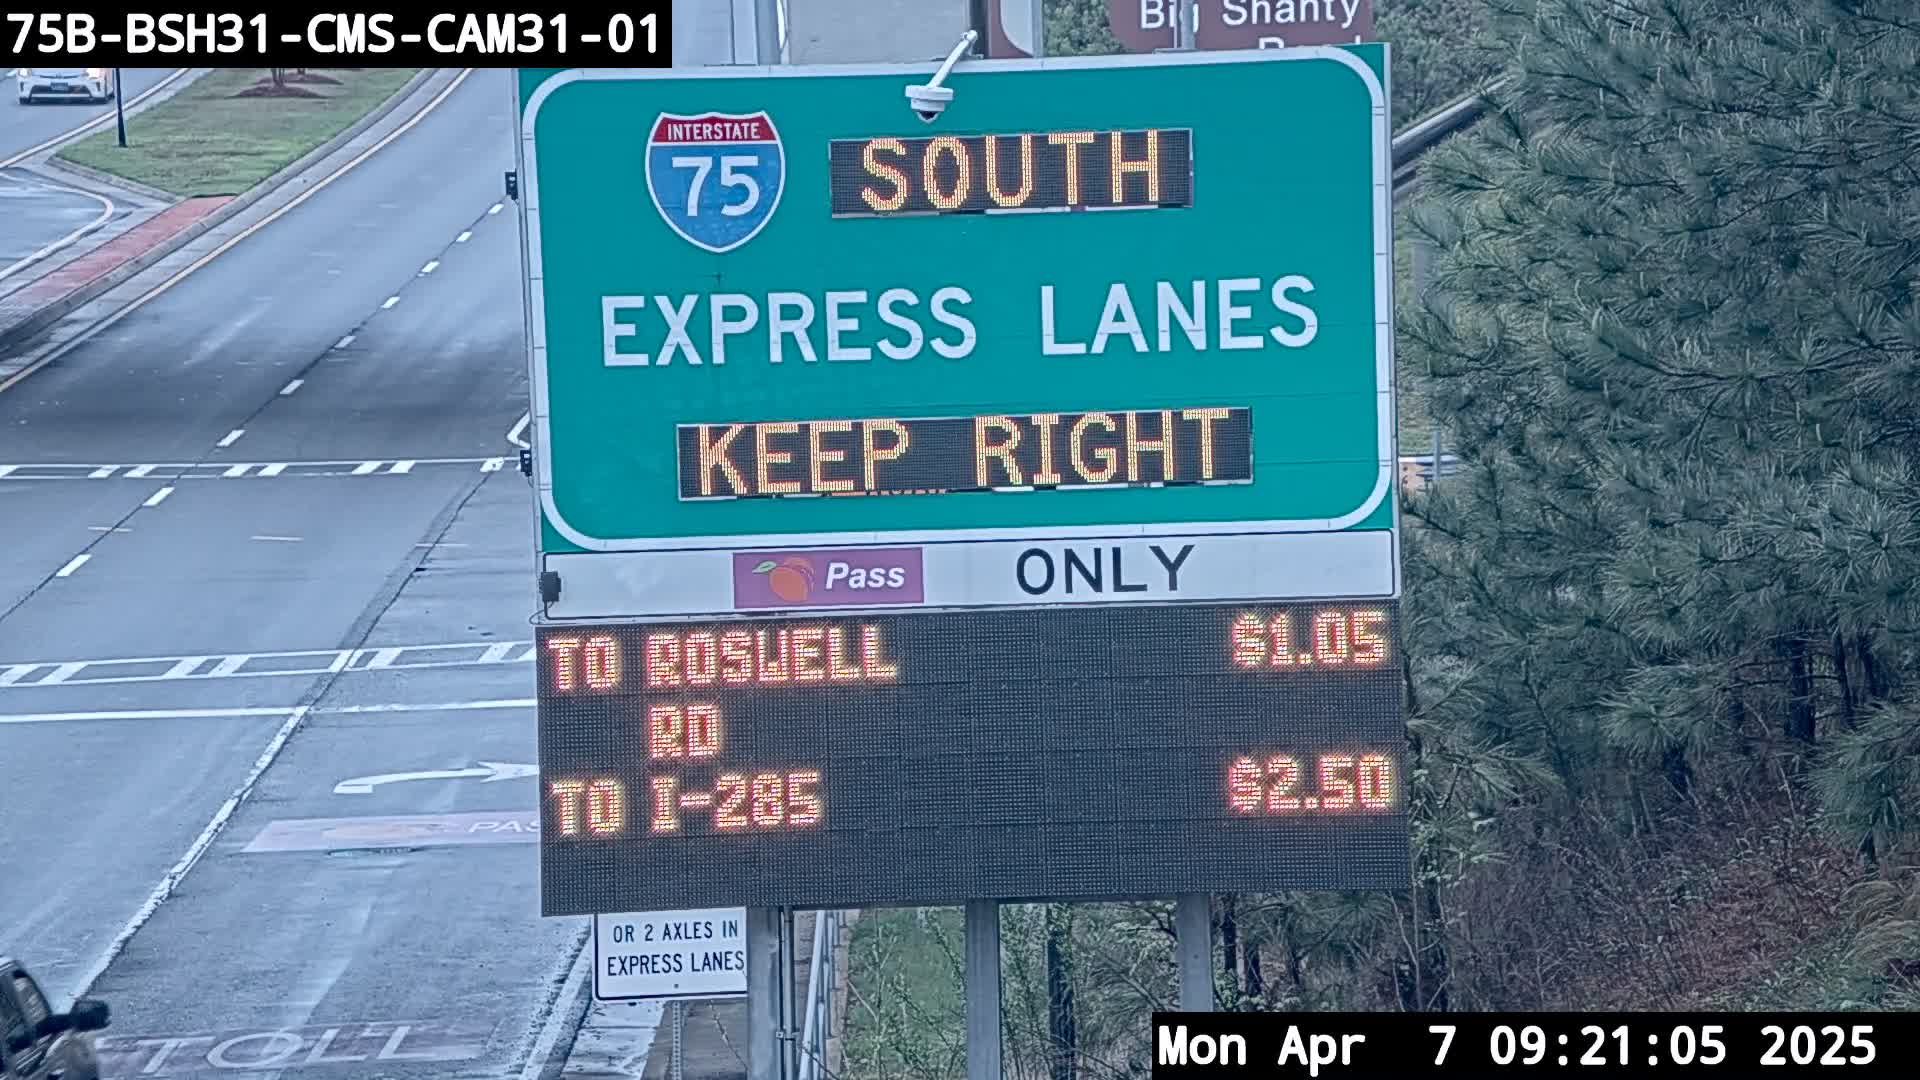 75B-BSH31-CMS-CAM31-01
Big Shanty
INTERSTATE
75
SOUTH
EXPRESS LANES
KEEP RIGHT
Pass ONLY
TO ROSWELL $1.05
RD
TO I-285 $2.50
OR 2 AXLES IN
EXPRESS LANES
TOLL
Mon Apr 7 09:21:05 2025